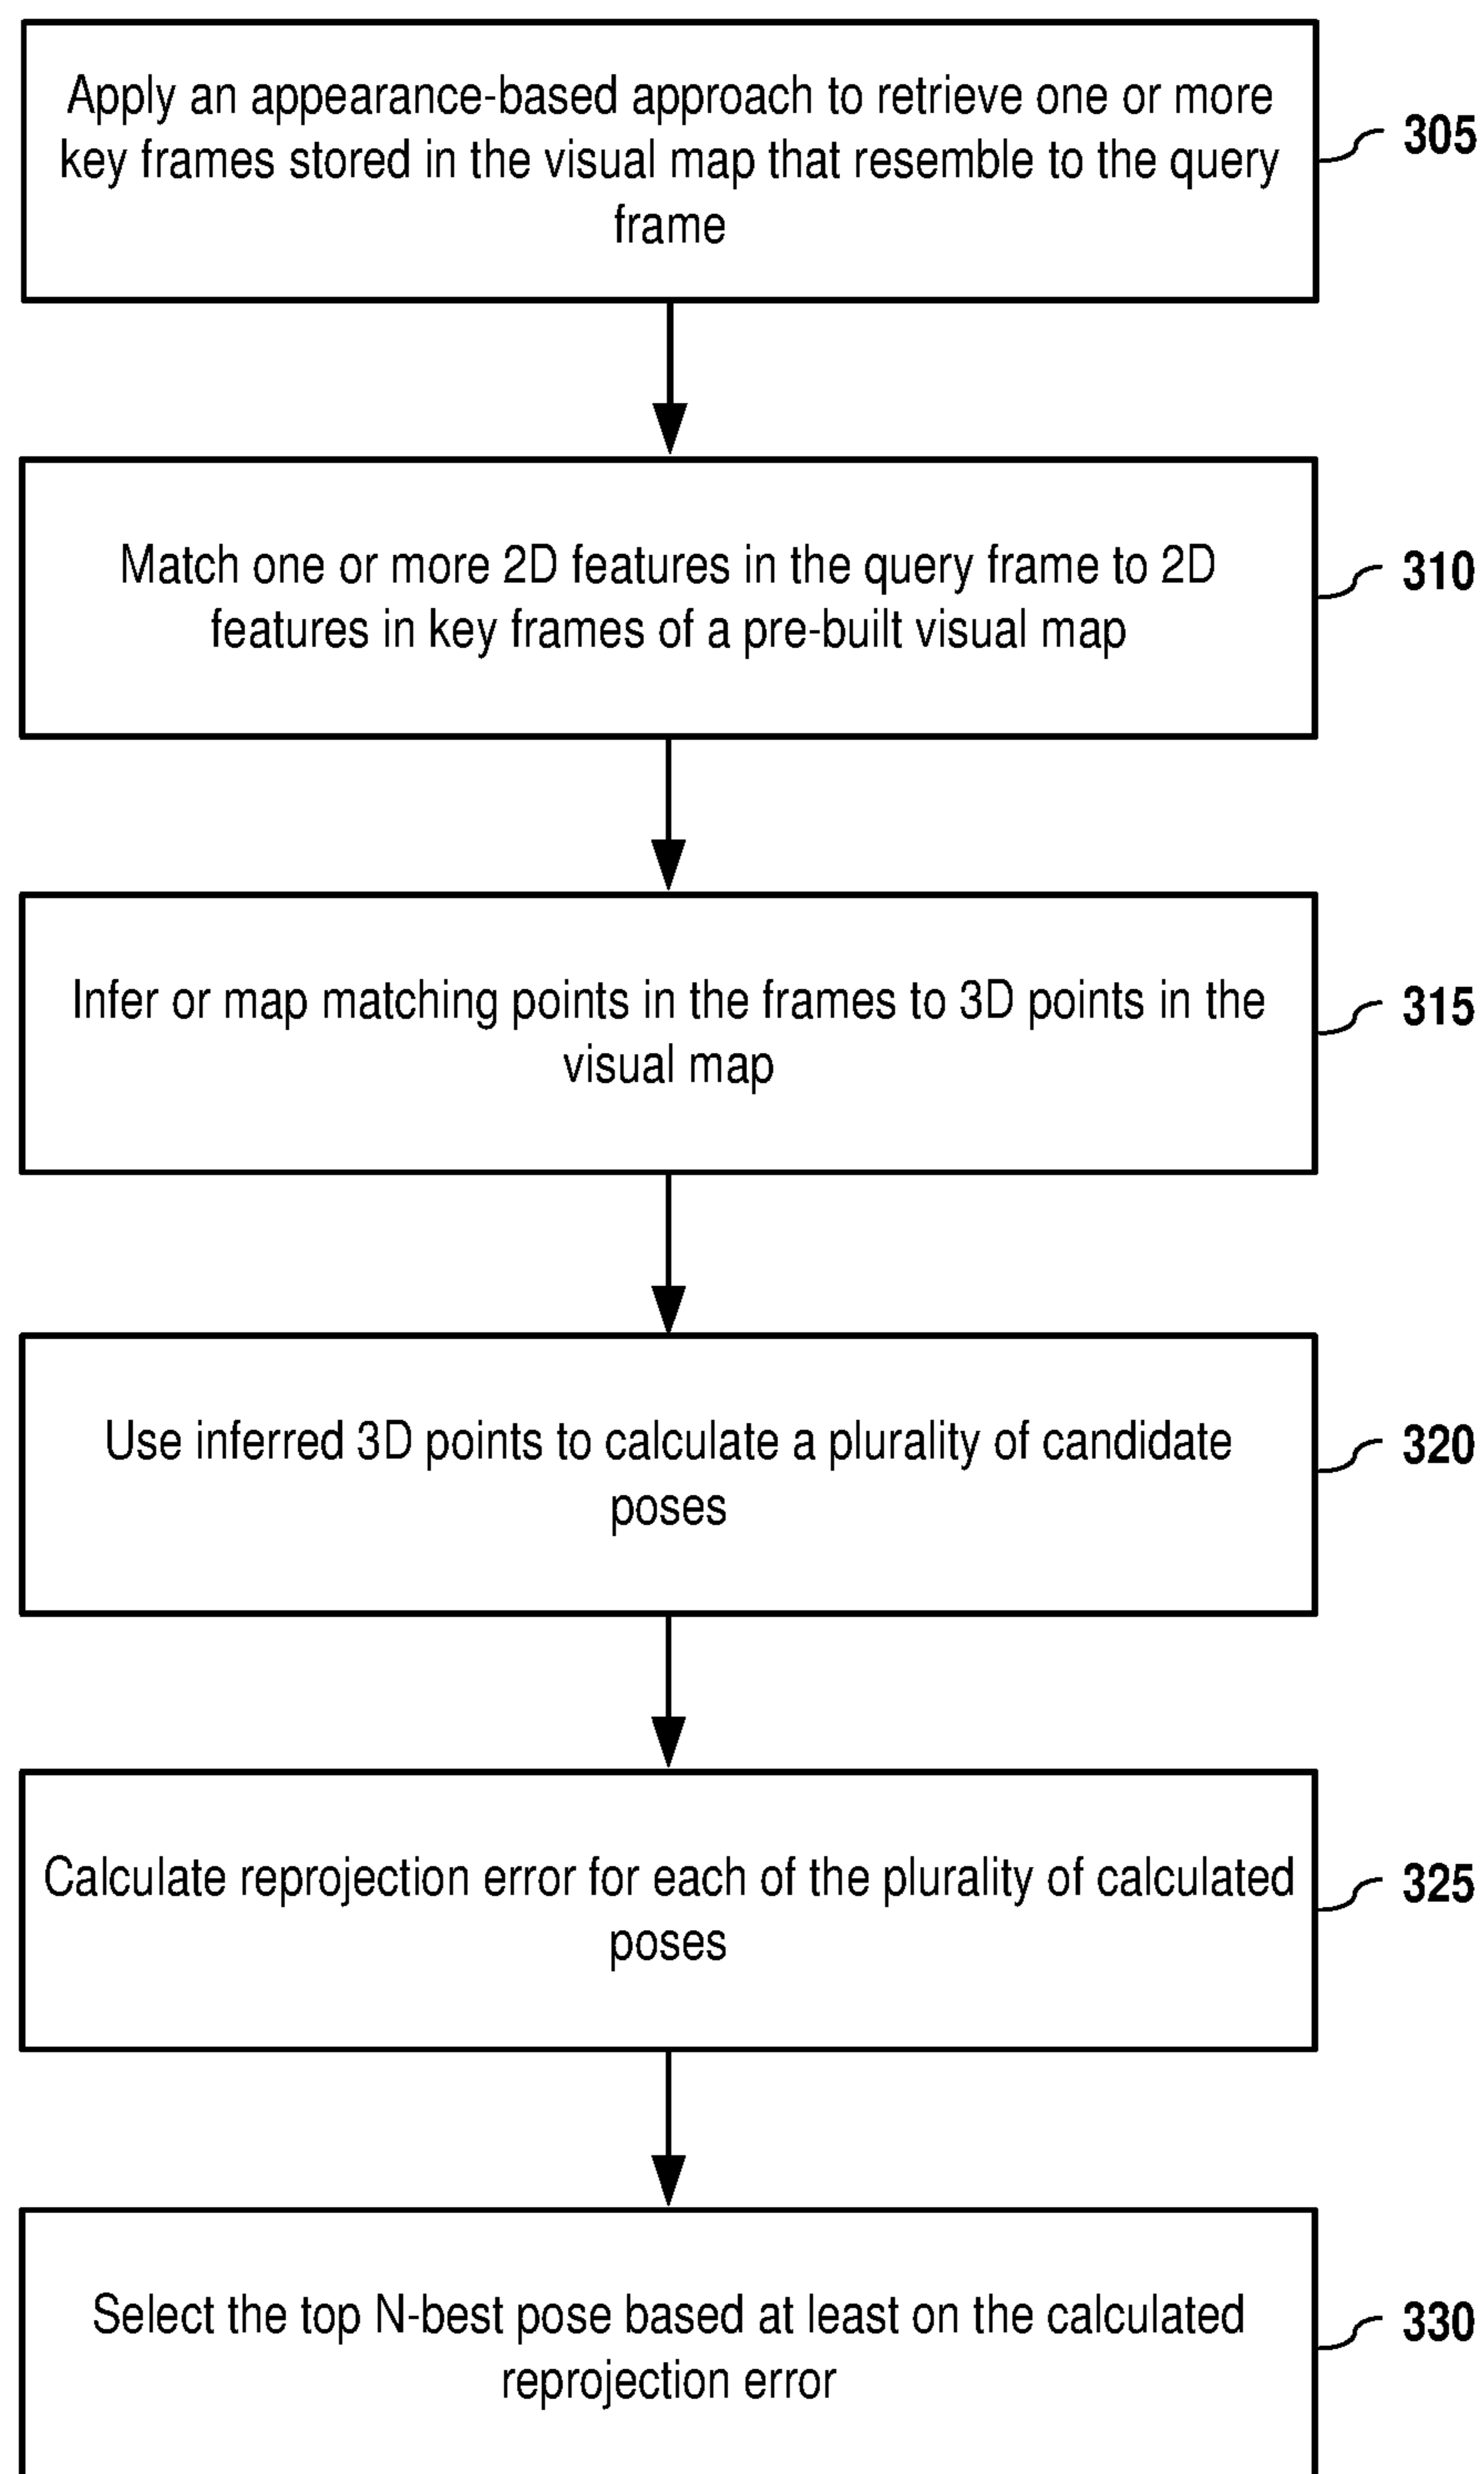 Apply an appearance-based approach to retrieve one or more
key frames stored in the visual map that resemble to the query
frame
305
Match one or more 2D features in the query frame to 2D
features in key frames of a pre-built visual map
310
Infer or map matching points in the frames to 3D points in the
visual map
315
Use inferred 3D points to calculate a plurality of candidate
poses
320
Calculate reprojection error for each of the plurality of calculated
poses
325
Select the top N-best pose based at least on the calculated
reprojection error
330